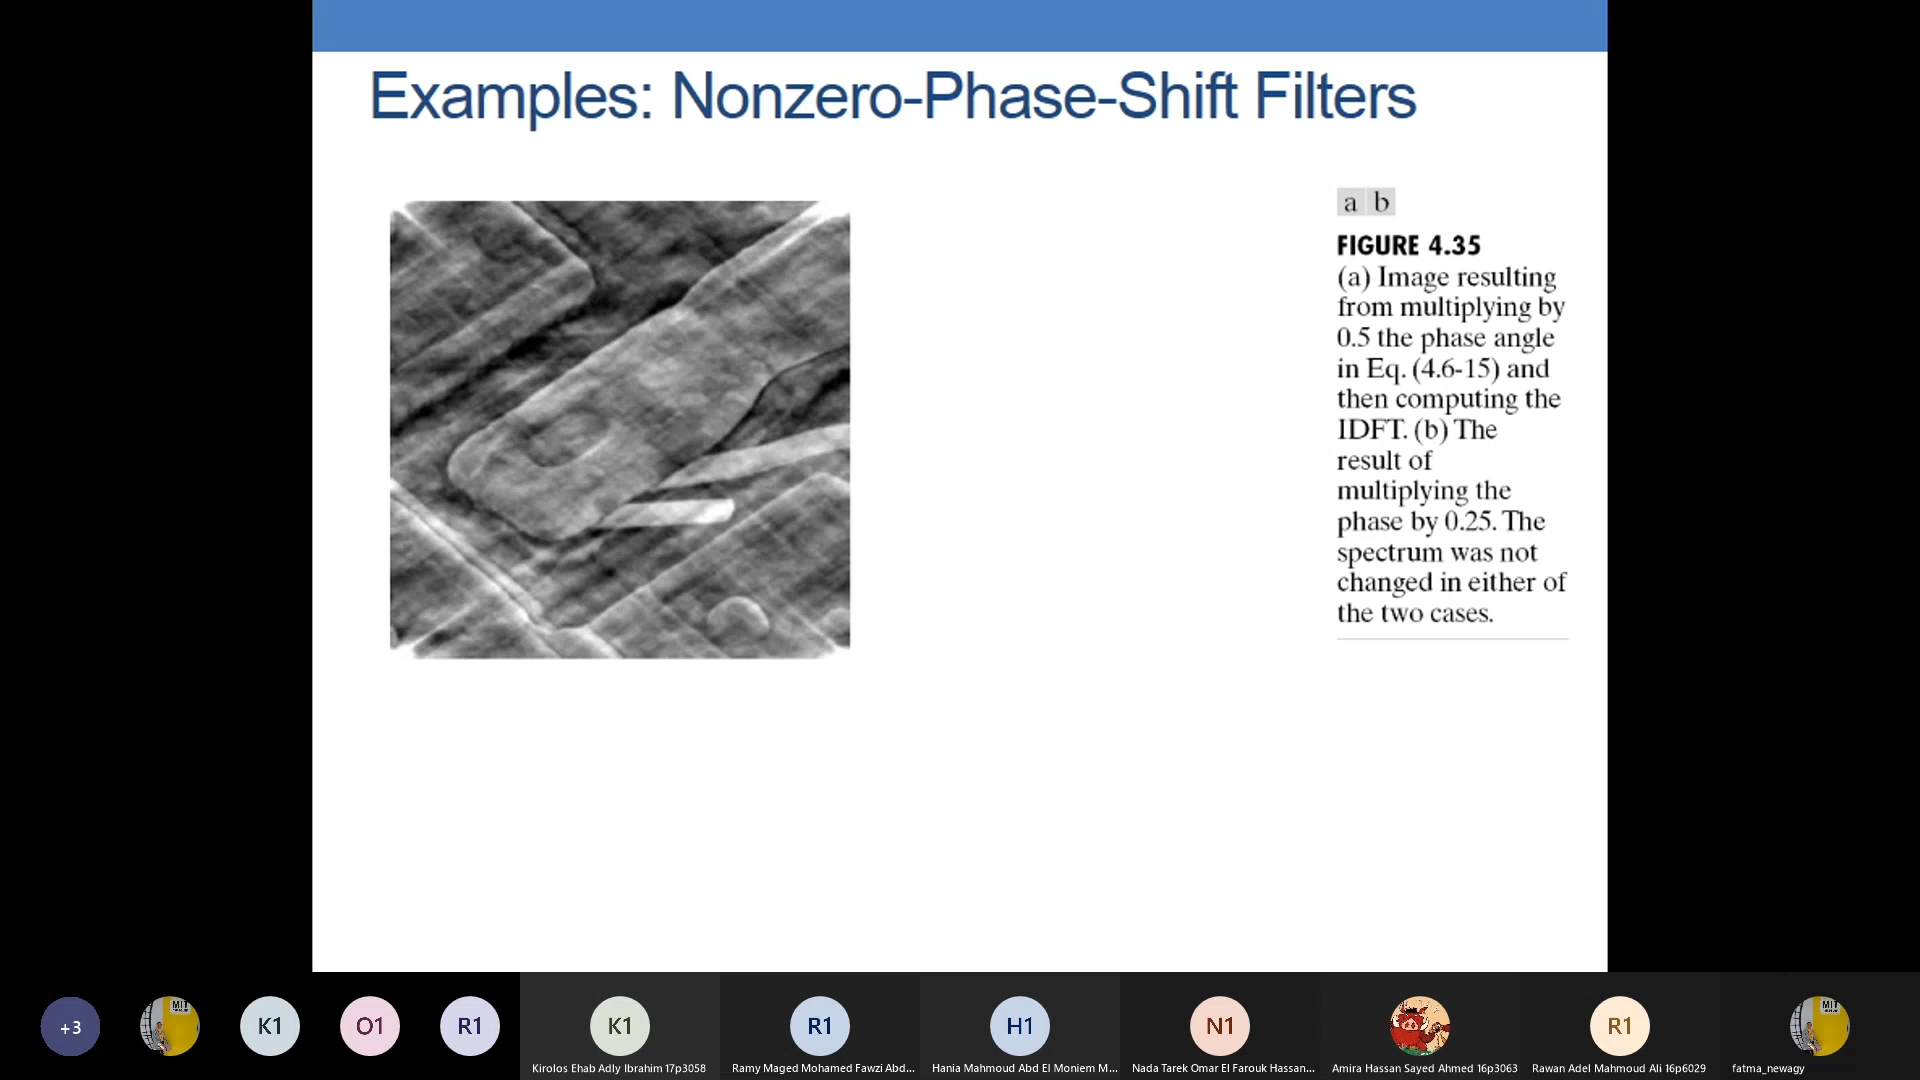 Examples: Nonzero-Phase-Shift Filters
a b
FIGURE 4.35
(a) Image resulting
from multiplying by
0.5 the phase angle
in Eq. (4.6-15) and
then computing the
IDFT. (b) The
result of
multiplying the
phase by 0.25. The
spectrum was not
changed in either of
the two cases.
+3
MIT
K1
O1
R1
K1
R1
H1
N1
R1
MIT
Kirolos Ehab Adly Ibrahim 17p3058
Ramy Maged Mohamed Fawzi Abd...
Hania Mahmoud Abd El Moniem M...
Nada Tarek Omar El Farouk Hassan...
Amira Hassan Sayed Ahmed 16p3063
Rawan Adel Mahmoud Ali 16p6029
fatma_newagy